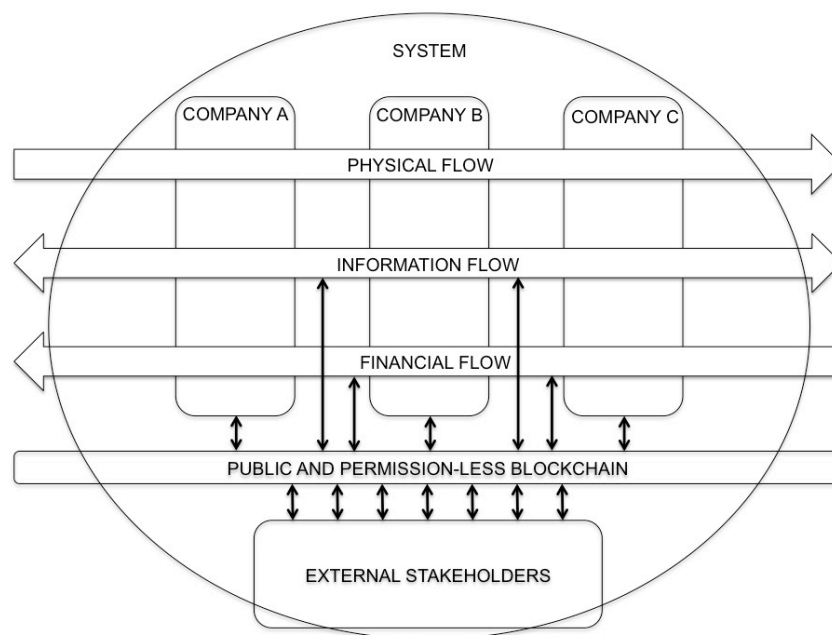 SYSTEM
COMPANY A
COMPANY B
COMPANY C
PHYSICAL FLOW
INFORMATION FLOW
FINANCIAL FLOW
PUBLIC AND PERMISSION-LESS BLOCKCHAIN
EXTERNAL STAKEHOLDERS